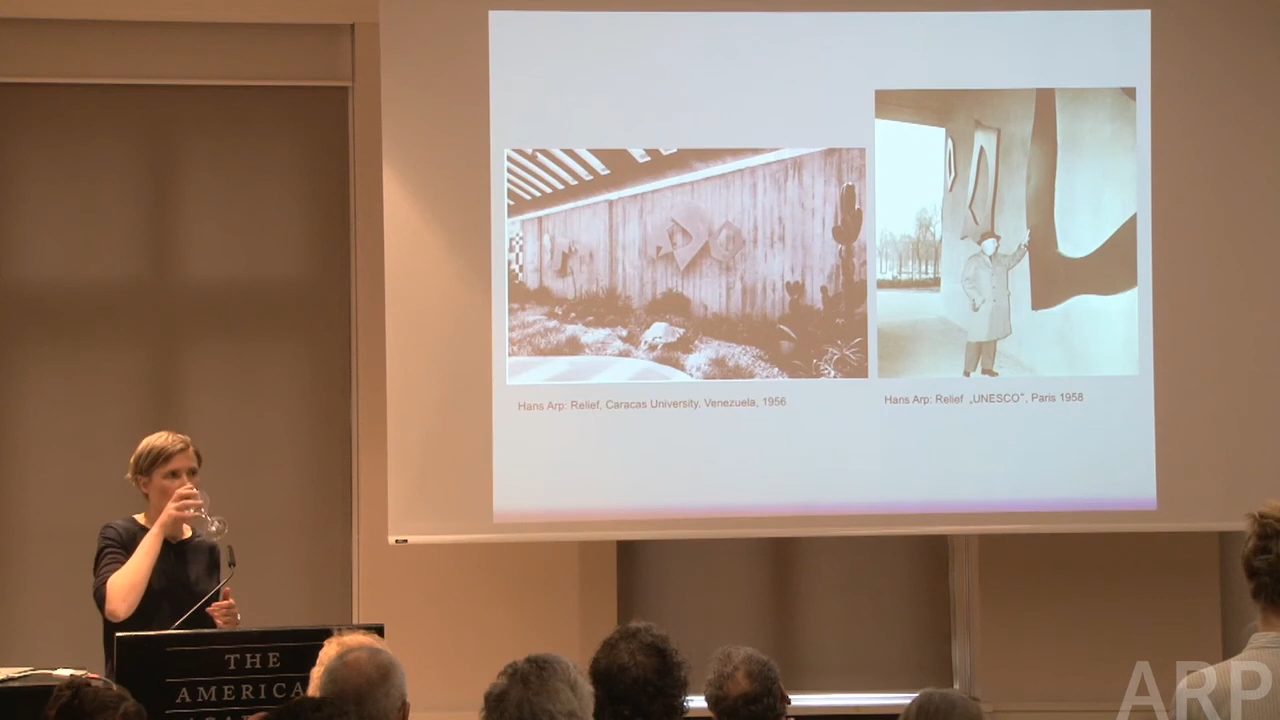 Hans Arp: Relief, Caracas University, Venezuela, 1956
Hans Arp: Relief „UNESCO", Paris 1958
THE
AMERICA
ARP